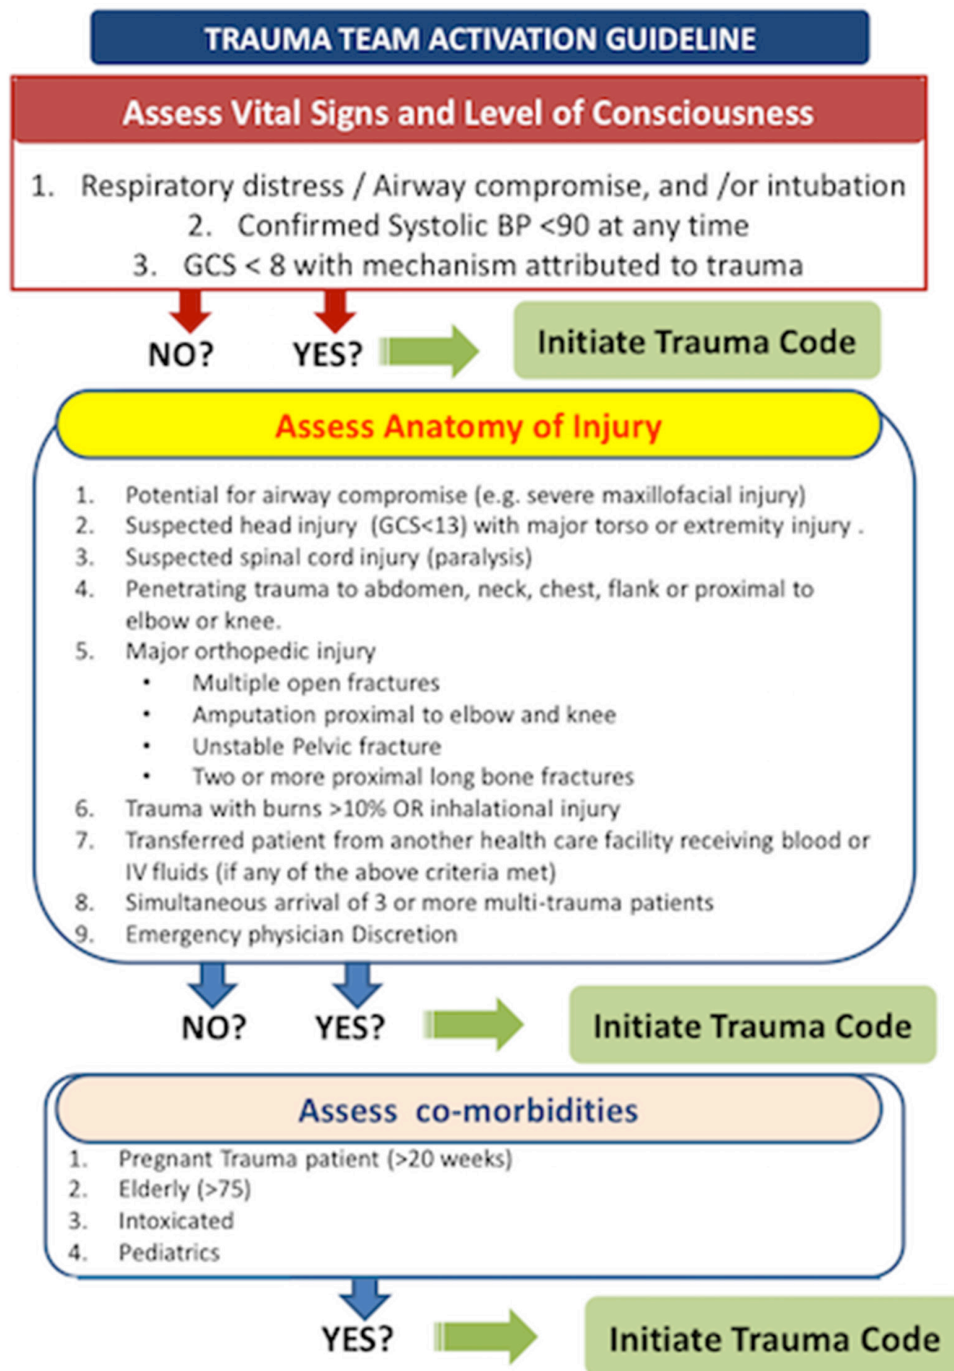 TRAUMA TEAM ACTIVATION GUIDELINE
Assess Vital Signs and Level of Consciousness
1. Respiratory distress / Airway compromise, and /or intubation
2. Confirmed Systolic BP <90 at any time
3. GCS < 8 with mechanism attributed to trauma
NO? YES? Initiate Trauma Code
Assess Anatomy of Injury
1. Potential for airway compromise (e.g. severe maxillofacial injury)
2. Suspected head injury (GCS<13) with major torso or extremity injury .
3. Suspected spinal cord injury (paralysis)
4. Penetrating trauma to abdomen, neck, chest, flank or proximal to
elbow or knee.
5. Major orthopedic injury
• Multiple open fractures
• Amputation proximal to elbow and knee
• Unstable Pelvic fracture
• Two or more proximal long bone fractures
6. Trauma with burns >10% OR inhalational injury
7. Transferred patient from another health care facility receiving blood or
IV fluids (if any of the above criteria met)
8. Simultaneous arrival of 3 or more multi-trauma patients
9. Emergency physician Discretion
NO? YES? Initiate Trauma Code
Assess co-morbidities
1. Pregnant Trauma patient (>20 weeks)
2. Elderly (>75)
3. Intoxicated
4. Pediatrics
YES? Initiate Trauma Code